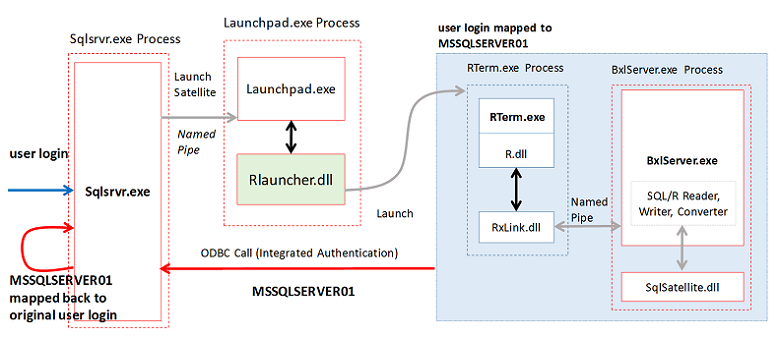 Launchpad.exe Process
user login mapped to
MSSQLSERVER01
Sqlsrvr.exe Process
RTerm.exe Process
BxlServer.exe Process
Launch
Satellite
Launchpad.exe
Named
Pipe
RTerm.exe
R.dll
BxlServer.exe
user login
Sqlsrvr.exe
Rlauncher.dll
SQL/R Reader,
Writer, Converter
Launch
RxLink.dll
Named
Pipe
ODBC Call (Integrated Authentication)
MSSQLSERVER01
MSSQLSERVER01
mapped back to
original user login
SqlSatellite.dll